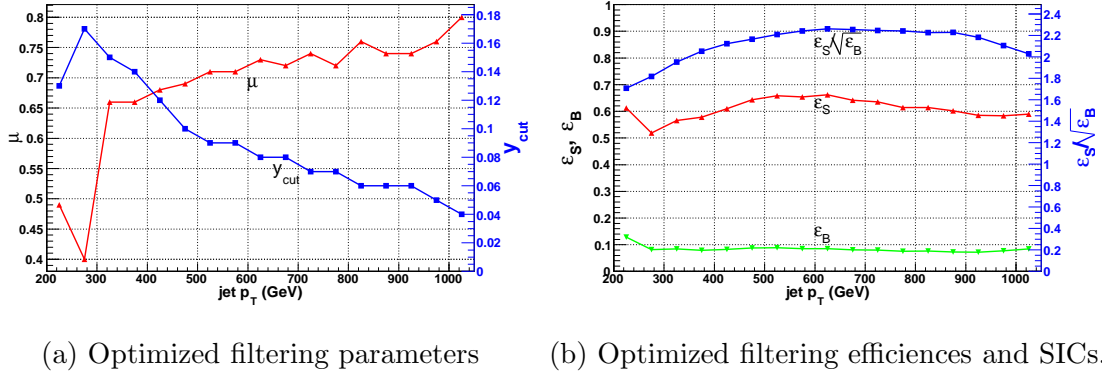 0.8
0.75
0.7
0.65
0.6
0.55
0.5
0.45
0.4
μ
0.18
0.16
0.14
0.12
0.1
0.08
0.06
0.04
0.02
0
y_cut
μ
y_cut
200 300 400 500 600 700 800 900 1000
jet p_T (GeV)
(a) Optimized filtering parameters
1
0.9
0.8
0.7
0.6
0.5
0.4
0.3
0.2
0.1
0
ε_S, ε_B
2.4
2.2
2
1.8
1.6
1.4
1.2
1
0.8
0.6
0.4
0.2
0
ε_S/√ε_B
ε_S/√ε_B
ε_S
ε_B
200 300 400 500 600 700 800 900 1000
jet p_T (GeV)
(b) Optimized filtering efficiences and SICs.